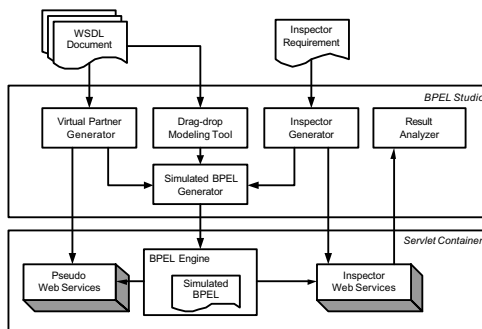 WSDL
Document
Inspector
Requirement
BPEL Studio
Virtual Partner
Generator
Drag-drop
Modeling Tool
Inspector
Generator
Result
Analyzer
Simulated BPEL
Generator
Servlet Container
BPEL Engine
Pseudo
Web Services
Simulated
BPEL
Inspector
Web Services